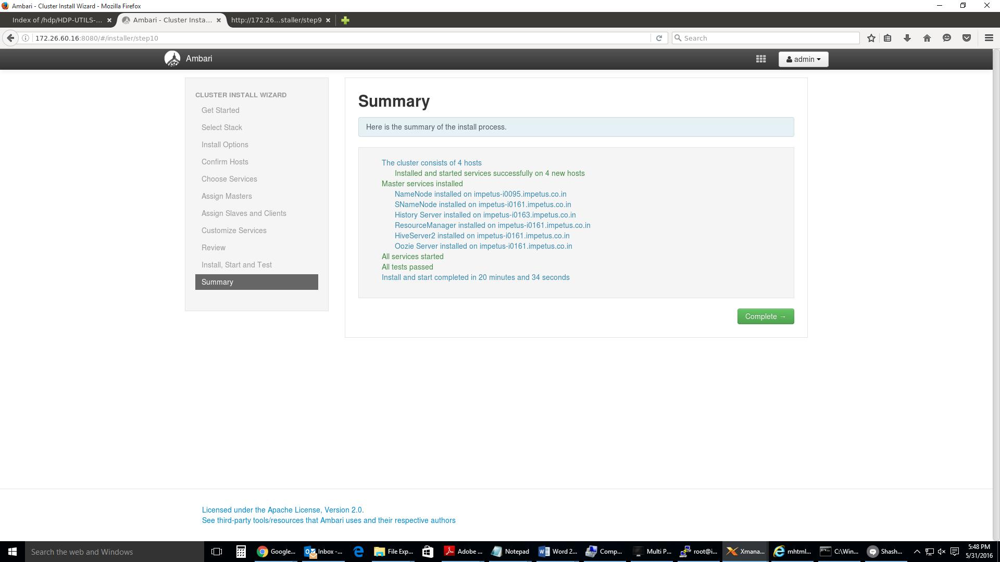 Ambari - Cluster Install Wizard - Mozilla Firefox
Index of /hdp/HDP-UTILS-...
Ambari - Cluster Insta...
http://172.26...staller/step9
172.26.60.16:8080/#/installer/step10
Search
Ambari
admin
CLUSTER INSTALL WIZARD
Get Started
Select Stack
Install Options
Confirm Hosts
Choose Services
Assign Masters
Assign Slaves and Clients
Customize Services
Review
Install, Start and Test
Summary
Summary
Here is the summary of the install process.
The cluster consists of 4 hosts
Installed and started services successfully on 4 new hosts
Master services installed
NameNode installed on impetus-i0095.impetus.co.in
SNameNode installed on impetus-i0161.impetus.co.in
History Server installed on impetus-i0163.impetus.co.in
ResourceManager installed on impetus-i0161.impetus.co.in
HiveServer2 installed on impetus-i0161.impetus.co.in
Oozie Server installed on impetus-i0161.impetus.co.in
All services started
All tests passed
Install and start completed in 20 minutes and 34 seconds
Complete →
Licensed under the Apache License, Version 2.0.
See third-party tools/resources that Ambari uses and their respective authors
Search the web and Windows
Google...
Inbox -...
File Exp...
Adobe ...
Notepad
Word 2...
Comp...
Multi P...
root@i...
Xmana...
mhtml...
C:\Win...
Shash...
5:48 PM
5/31/2016